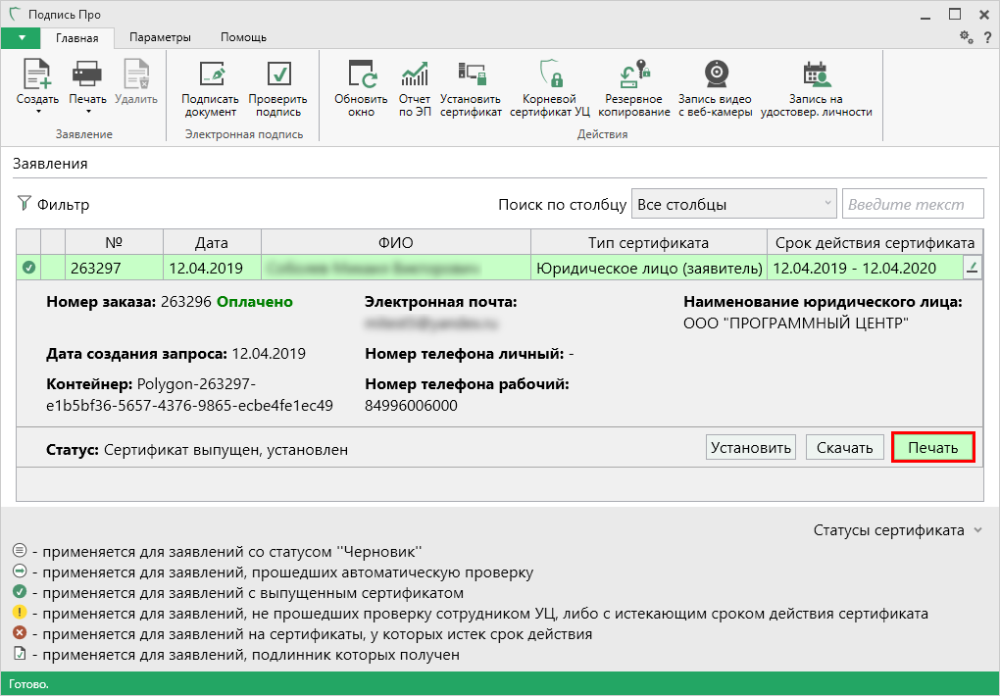 Подпись Про
Главная Параметры Помощь
?
Создать Печать Удалить Подписать документ Проверить подпись Обновить окно Отчет по ЭП Установить сертификат Корневой сертификат УЦ Резервное копирование Запись видео с веб-камеры Запись на удостовер. личности
Заявление Электронная подпись Действия
Заявления
Фильтр Поиск по столбцу Все столбцы Введите текст
№ Дата ФИО Тип сертификата Срок действия сертификата
263297 12.04.2019 Юридическое лицо (заявитель) 12.04.2019 - 12.04.2020
Номер заказа: 263296 Оплачено Электронная почта: Наименование юридического лица:
ООО "ПРОГРАММНЫЙ ЦЕНТР"
Дата создания запроса: 12.04.2019 Номер телефона личный: -
Контейнер: Polygon-263297- Номер телефона рабочий:
e1b5bf36-5657-4376-9865-ecbe4fe1ec49 84996006000
Статус: Сертификат выпущен, установлен Установить Скачать Печать
Статусы сертификата
- применяется для заявлений со статусом ''Черновик''
- применяется для заявлений, прошедших автоматическую проверку
- применяется для заявлений с выпущенным сертификатом
- применяется для заявлений, не прошедших проверку сотрудником УЦ, либо с истекающим сроком действия сертификата
- применяется для заявлений на сертификаты, у которых истек срок действия
- применяется для заявлений, подлинник которых получен
Готово.